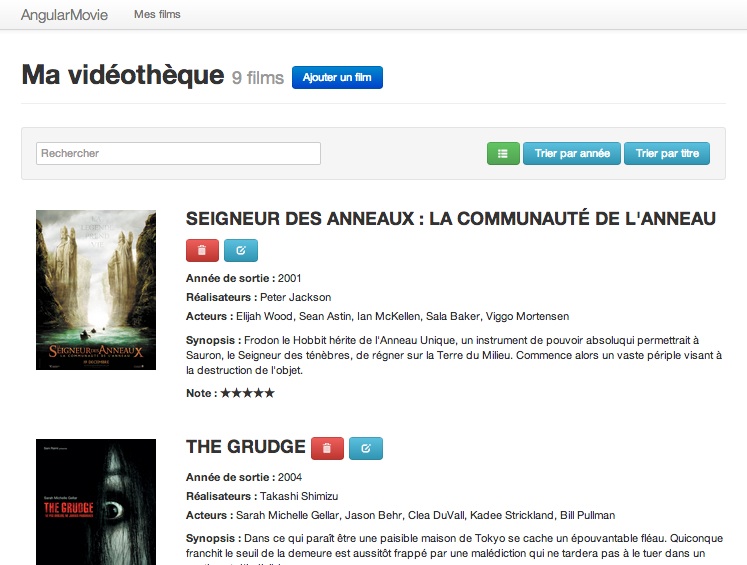 AngularMovie Mes films
Ma vidéothèque 9 films Ajouter un film
Rechercher Trier par année Trier par titre
SEIGNEUR DES ANNEAUX : LA COMMUNAUTÉ DE L'ANNEAU
Année de sortie : 2001
Réalisateurs : Peter Jackson
Acteurs : Elijah Wood, Sean Astin, Ian McKellen, Sala Baker, Viggo Mortensen
Synopsis : Frodon le Hobbit hérite de l'Anneau Unique, un instrument de pouvoir absoluqui permettrait à
Sauron, le Seigneur des ténèbres, de régner sur la Terre du Milieu. Commence alors un vaste périple visant à
la destruction de l'objet.
Note : ★★★★★
SEIGNEUR DES ANNEAUX
LA COMMUNAUTÉ DE L'ANNEAU
THE GRUDGE
Année de sortie : 2004
Réalisateurs : Takashi Shimizu
Acteurs : Sarah Michelle Gellar, Jason Behr, Clea DuVall, Kadee Strickland, Bill Pullman
Synopsis : Dans ce qui paraît être une paisible maison de Tokyo se cache un épouvantable fléau. Quiconque
franchit le seuil de la demeure est aussitôt frappé par une malédiction qui ne tardera pas à le tuer dans un
Sarah Michelle Gellar
THE GRUDGE